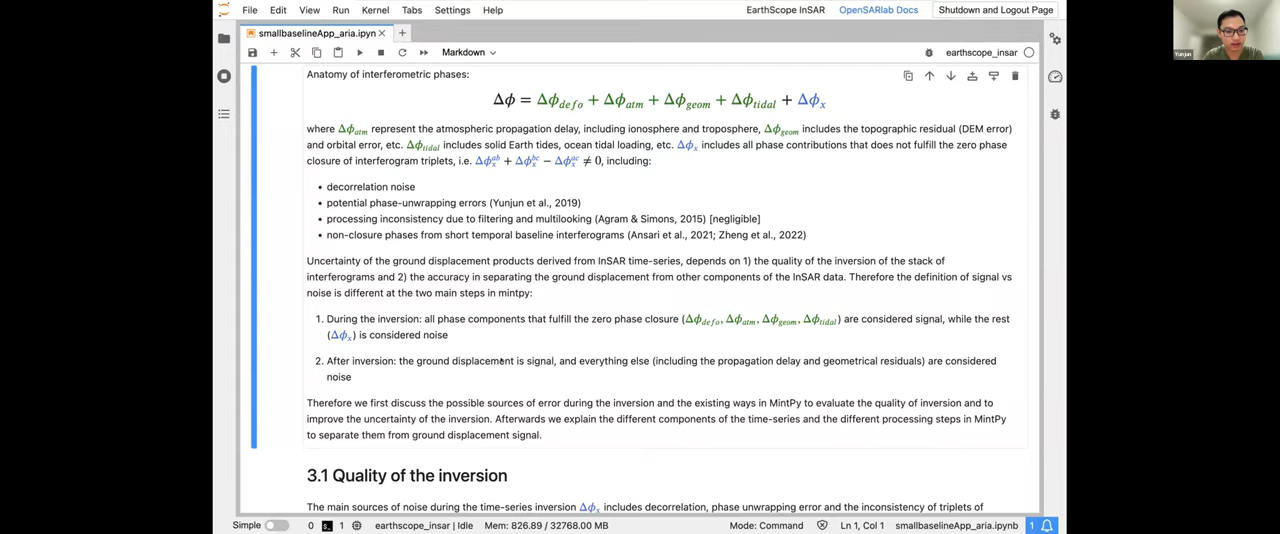 File Edit View Run Kernel Tabs Settings Help EarthScope InSAR OpenSARlab Docs Shutdown and Logout Page
smallbaselineApp_aria.ipyn
Markdown earthscope_insar
Yunjun
Anatomy of interferometric phases:
Δϕ = Δϕ_defo + Δϕ_atm + Δϕ_geom + Δϕ_tidal + Δϕ_x
where Δϕ_atm represent the atmospheric propagation delay, including ionosphere and troposphere, Δϕ_geom includes the topographic residual (DEM error)
and orbital error, etc. Δϕ_tidal includes solid Earth tides, ocean tidal loading, etc. Δϕ_x includes all phase contributions that does not fulfill the zero phase
closure of interferogram triplets, i.e. Δϕ_x^ab + Δϕ_x^bc − Δϕ_x^ac ≠ 0, including:
• decorrelation noise
• potential phase-unwrapping errors (Yunjun et al., 2019)
• processing inconsistency due to filtering and multilooking (Agram & Simons, 2015) [negligible]
• non-closure phases from short temporal baseline interferograms (Ansari et al., 2021; Zheng et al., 2022)
Uncertainty of the ground displacement products derived from InSAR time-series, depends on 1) the quality of the inversion of the stack of
interferograms and 2) the accuracy in separating the ground displacement from other components of the InSAR data. Therefore the definition of signal vs
noise is different at the two main steps in mintpy:
1. During the inversion: all phase components that fulfill the zero phase closure (Δϕ_defo, Δϕ_atm, Δϕ_geom, Δϕ_tidal) are considered signal, while the rest
(Δϕ_x) is considered noise
2. After inversion: the ground displacement is signal, and everything else (including the propagation delay and geometrical residuals) are considered
noise
Therefore we first discuss the possible sources of error during the inversion and the existing ways in MintPy to evaluate the quality of inversion and to
improve the uncertainty of the inversion. Afterwards we explain the different components of the time-series and the different processing steps in MintPy
to separate them from ground displacement signal.
3.1 Quality of the inversion
The main sources of noise during the time-series inversion Δϕ_x includes decorrelation, phase unwrapping error and the inconsistency of triplets of
Simple 0 1 earthscope_insar | Idle Mem: 826.89 / 32768.00 MB Mode: Command Ln 1, Col 1 smallbaselineApp_aria.ipynb 1